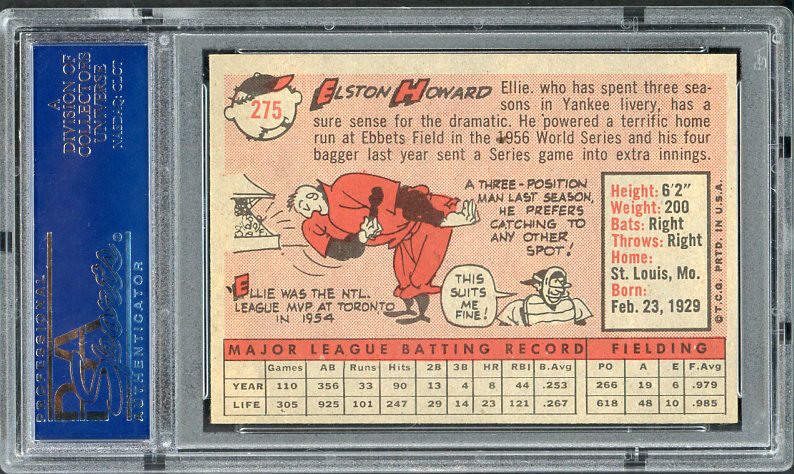 A
DIVISION OF
COLLECTORS
UNIVERSE
NASDAQ: CLCT
PROFESSIONAL
PSA
Sports ®
AUTHENTICATOR
275
ELSTON HOWARD Ellie. who has spent three sea-
sons in Yankee livery, has a
sure sense for the dramatic. He powered a terrific home
run at Ebbets Field in the 1956 World Series and his four
bagger last year sent a Series game into extra innings.
A THREE-POSITION
MAN LAST SEASON,
HE PREFERS
CATCHING TO
ANY OTHER
SPOT!
ELLIE WAS THE NTL.
LEAGUE MVP AT TORONTO
IN 1954
THIS
SUITS
ME
FINE!
Height: 6'2"
Weight: 200
Bats: Right
Throws: Right
Home:
St. Louis, Mo.
Born:
Feb. 23, 1929
© T.C.G. PRTD. IN U.S.A.
MAJOR LEAGUE BATTING RECORD FIELDING
Games AB Runs Hits 2B 3B HR RBI B.Avg PO A E F.Avg
YEAR 110 356 33 90 13 4 8 44 .253 266 19 6 .979
LIFE 305 925 101 247 29 14 23 121 .267 618 48 10 .985